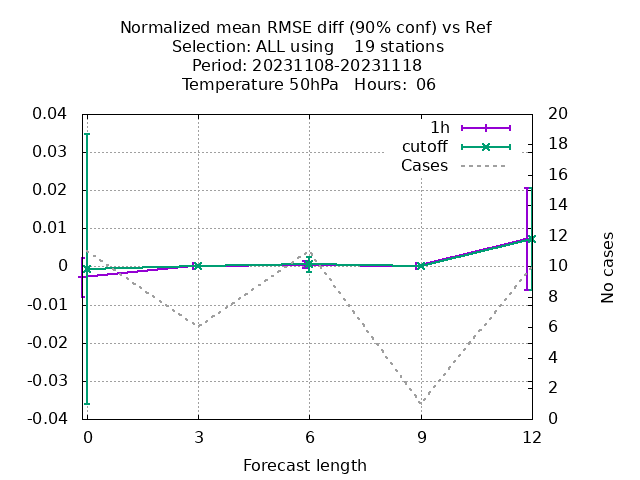 Normalized mean RMSE diff (90% conf) vs Ref
Selection: ALL using    19 stations
Period: 20231108-20231118
Temperature 50hPa   Hours:  06
0.04
0.03
0.02
0.01
0
-0.01
-0.02
-0.03
-0.04
20
18
16
14
12
10
8
6
4
2
0
1h
cutoff
Cases
No cases
0 3 6 9 12
Forecast length